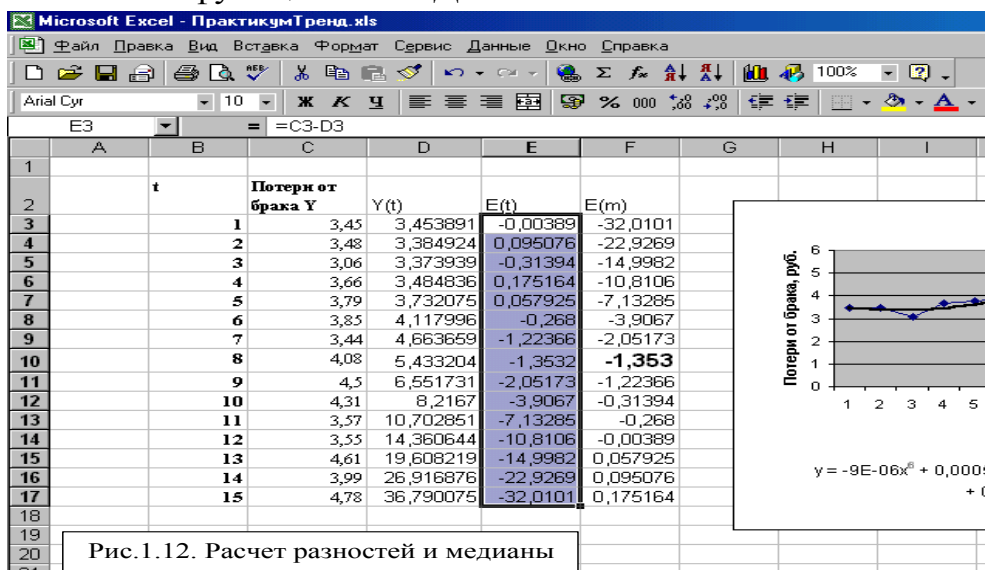 Microsoft Excel - ПрактикумТренд.xls
Файл Правка Вид Вставка Формат Сервис Данные Окно Справка
100%
Arial Cyr 10 Ж К Ч % 000
E3 = =C3-D3
A B C D E F G H I
1
2 t Потери от брака Y Y(t) E(t) E(m)
3 1 3,45 3,453891 -0,00389 -32,0101
4 2 3,48 3,384924 0,095076 -22,9269
5 3 3,06 3,373939 -0,31394 -14,9982
6 4 3,66 3,484836 0,175164 -10,8106
7 5 3,79 3,732075 0,057925 -7,13285
8 6 3,85 4,117996 -0,268 -3,9067
9 7 3,44 4,663659 -1,22366 -2,05173
10 8 4,08 5,433204 -1,3532 -1,353
11 9 4,5 6,551731 -2,05173 -1,22366
12 10 4,31 8,2167 -3,9067 -0,31394
13 11 3,57 10,702851 -7,13285 -0,268
14 12 3,55 14,360644 -10,8106 -0,00389
15 13 4,61 19,608219 -14,9982 0,057925
16 14 3,99 26,916876 -22,9269 0,095076
17 15 4,78 36,790075 -32,0101 0,175164
18
19
20
Потери от брака, руб.
6
5
4
3
2
1
0
1 2 3 4 5
y = -9E-06x⁶ + 0,000
+
Рис.1.12. Расчет разностей и медианы